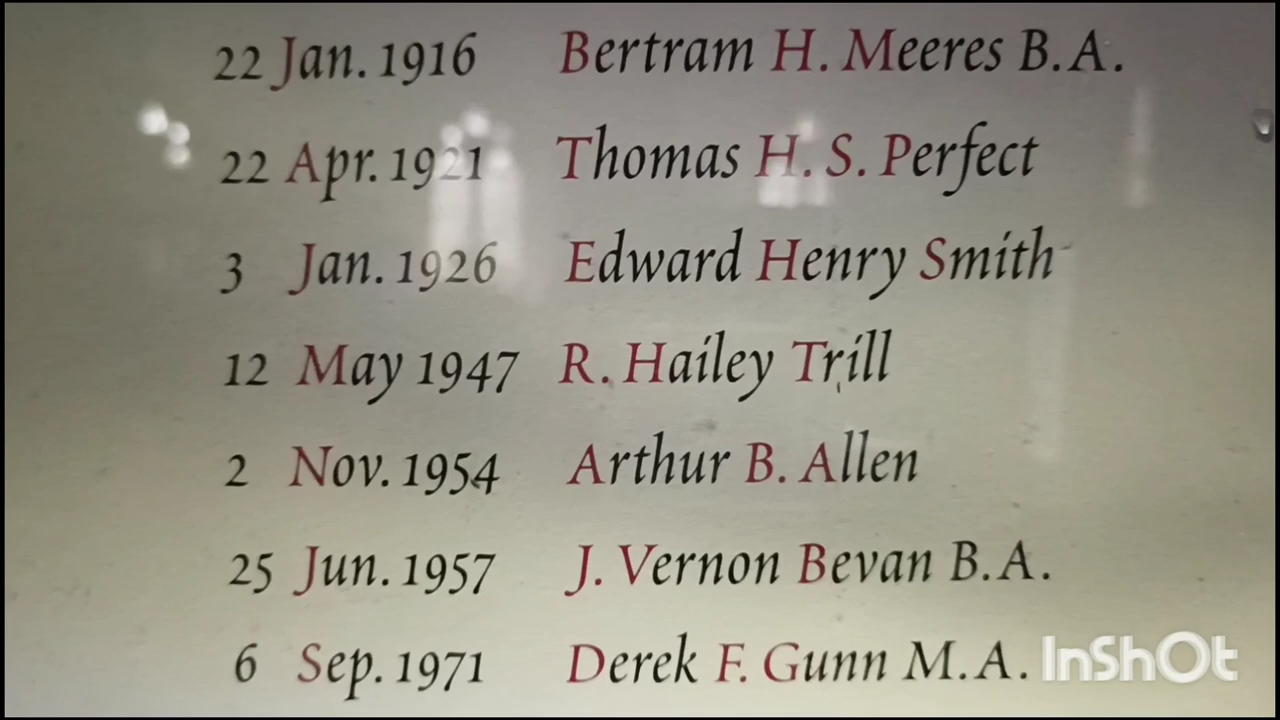 22 Jan. 1916 Bertram H. Meeres B.A.
22 Apr. 1921 Thomas H. S. Perfect
3 Jan. 1926 Edward Henry Smith
12 May 1947 R. Hailey Trill
2 Nov. 1954 Arthur B. Allen
25 Jun. 1957 J. Vernon Bevan B.A.
6 Sep. 1971 Derek F. Gunn M.A.
InShOt